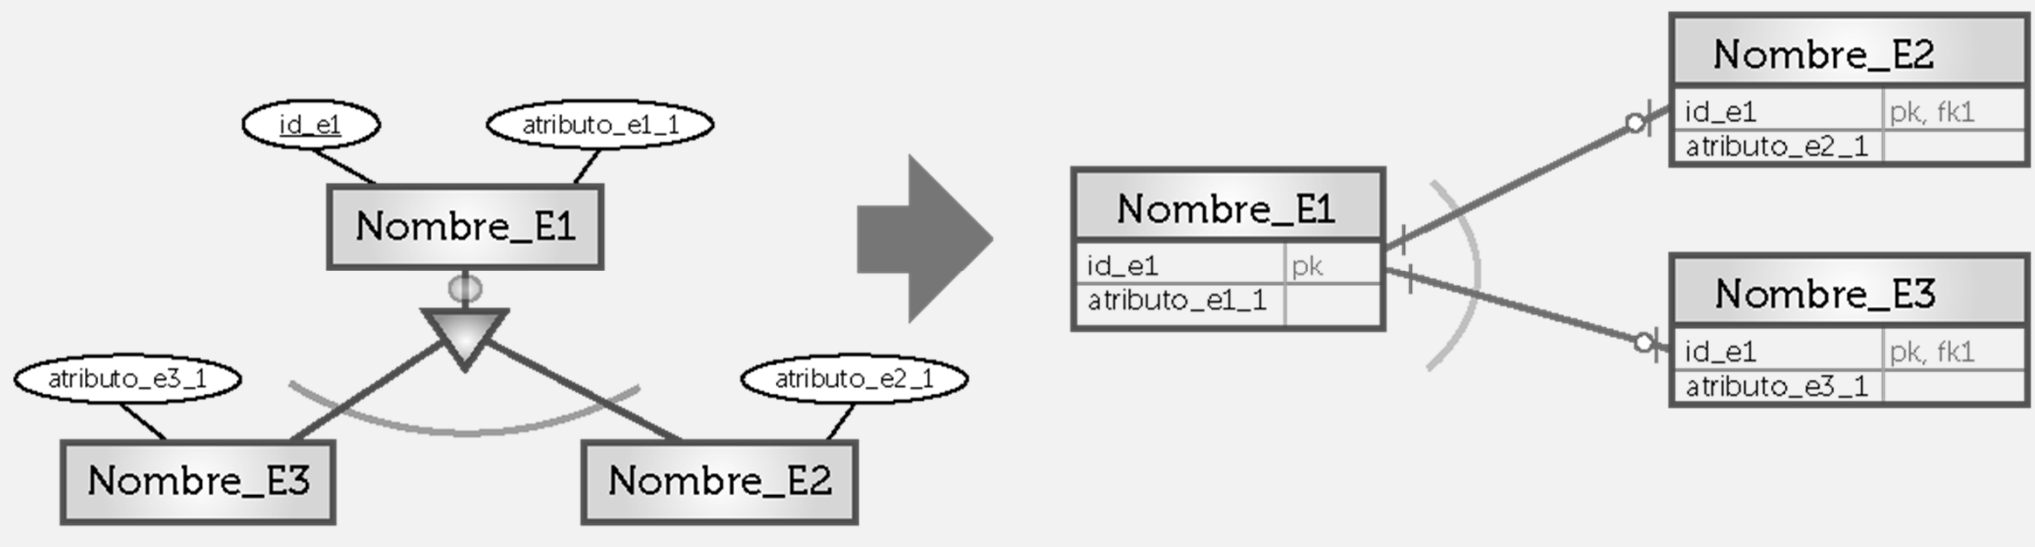 id_e1
atributo_e1_1
Nombre_E1
atributo_e3_1
atributo_e2_1
Nombre_E3
Nombre_E2
Nombre_E1
id_e1 pk
atributo_e1_1
Nombre_E2
id_e1 pk, fk1
atributo_e2_1
Nombre_E3
id_e1 pk, fk1
atributo_e3_1